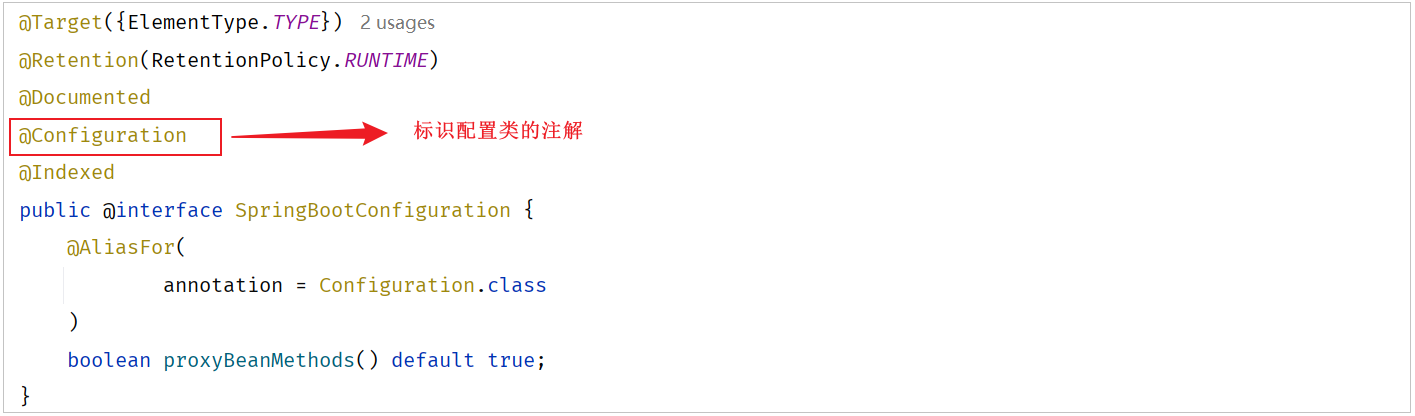 @Target({ElementType.TYPE}) 2 usages
@Retention(RetentionPolicy.RUNTIME)
@Documented
@Configuration 标识配置类的注解
@Indexed
public @interface SpringBootConfiguration {
    @AliasFor(
            annotation = Configuration.class
    )
    boolean proxyBeanMethods() default true;
}